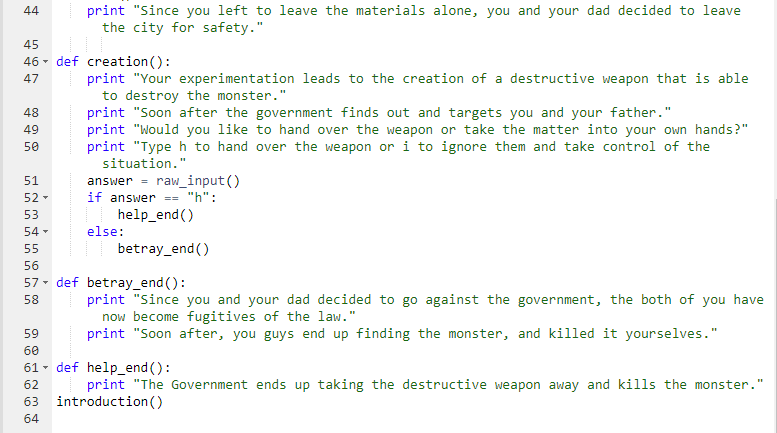 44 print "Since you left to leave the materials alone, you and your dad decided to leave
the city for safety."
45
46 def creation():
47 print "Your experimentation leads to the creation of a destructive weapon that is able
to destroy the monster."
48 print "Soon after the government finds out and targets you and your father."
49 print "Would you like to hand over the weapon or take the matter into your own hands?"
50 print "Type h to hand over the weapon or i to ignore them and take control of the
situation."
51 answer = raw_input()
52 if answer == "h":
53 help_end()
54 else:
55 betray_end()
56
57 def betray_end():
58 print "Since you and your dad decided to go against the government, the both of you have
now become fugitives of the law."
59 print "Soon after, you guys end up finding the monster, and killed it yourselves."
60
61 def help_end():
62 print "The Government ends up taking the destructive weapon away and kills the monster."
63 introduction()
64